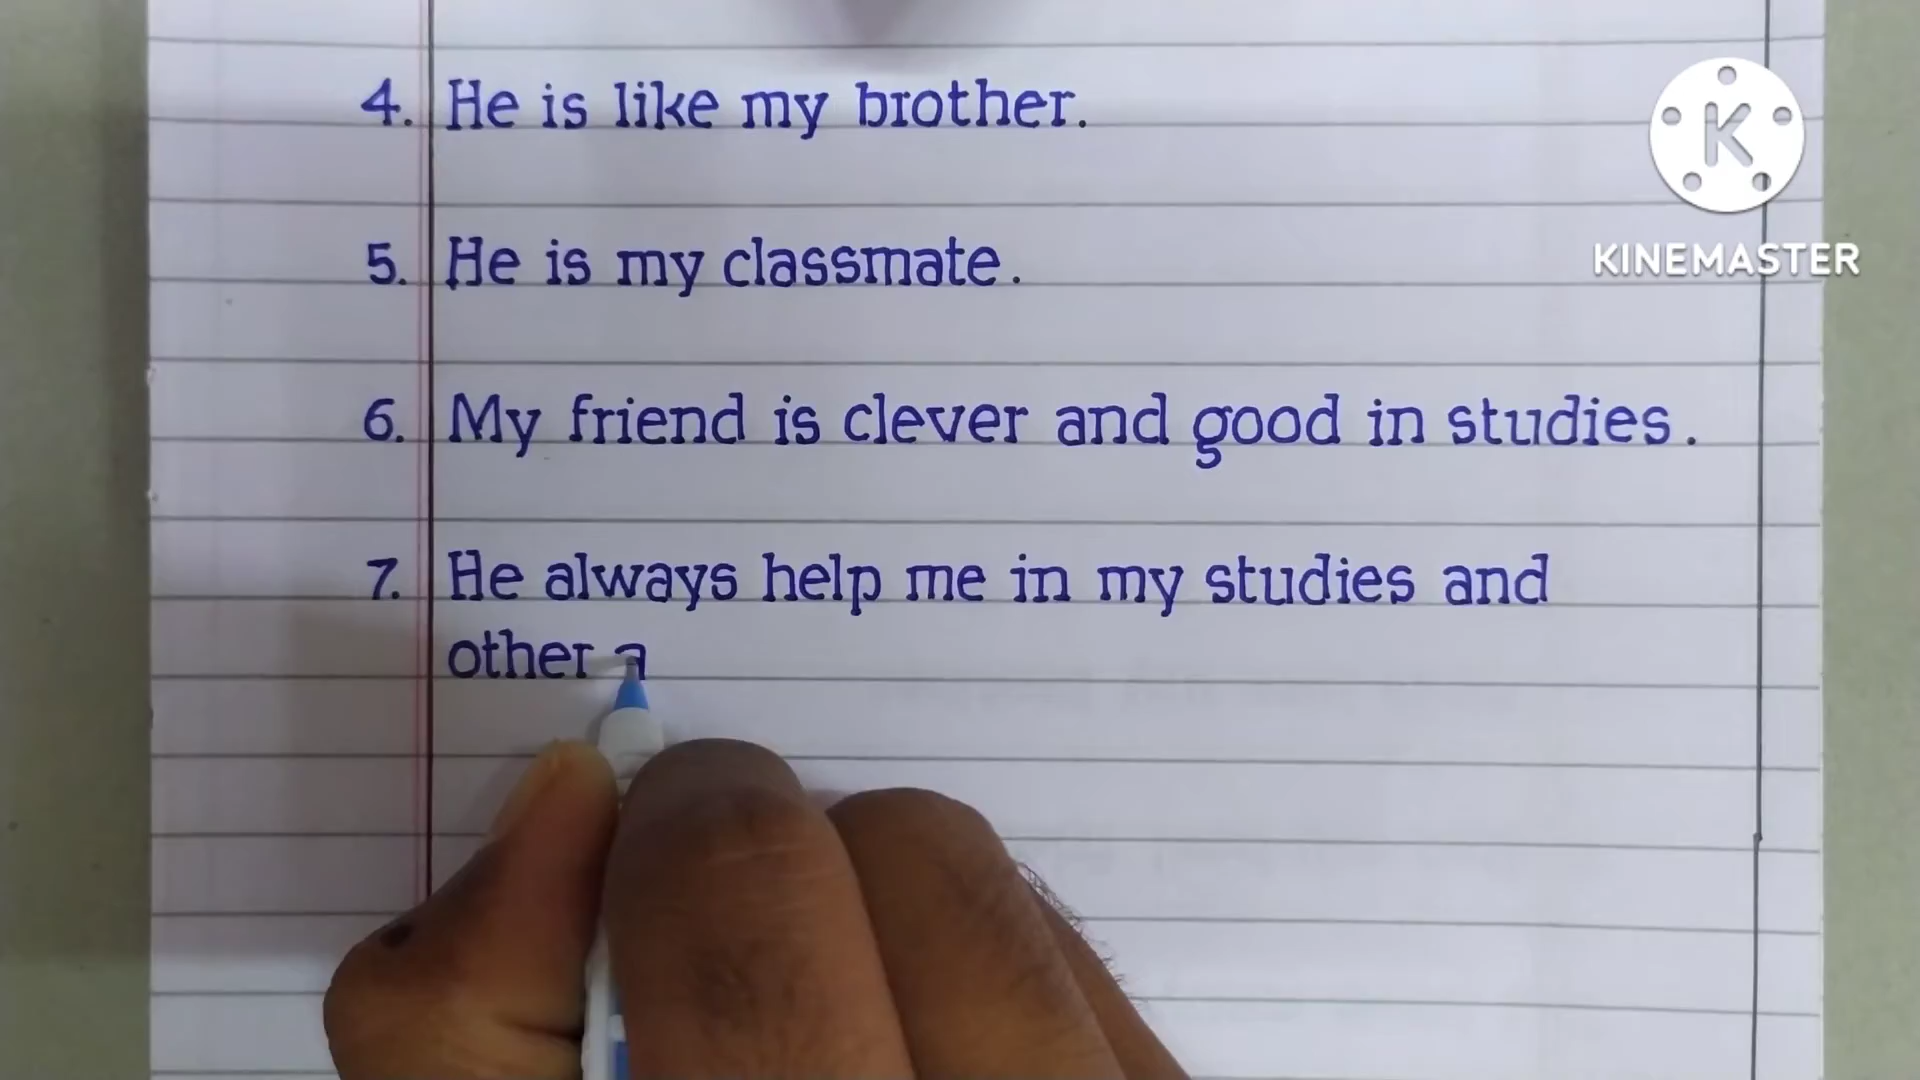 4. He is like my brother.
KINEMASTER
5. He is my classmate.
6. My friend is clever and good in studies.
7. He always help me in my studies and
other a